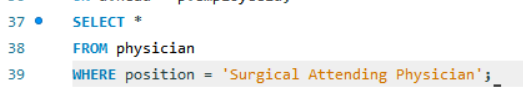 37 SELECT *
38 FROM physician
39 WHERE position = 'Surgical Attending Physician';